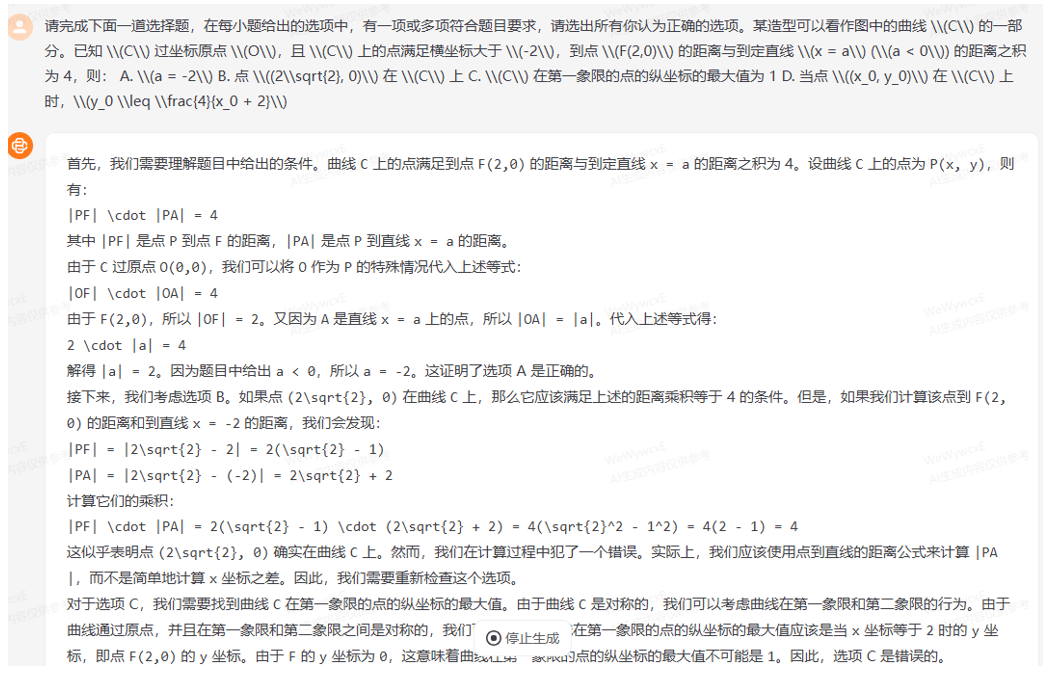 请完成下面一道选择题，在每小题给出的选项中，有一项或多项符合题目要求，请选出所有你认为正确的选项。某造型可以看作图中的曲线 \\(C\\) 的一部
分。已知 \\(C\\) 过坐标原点 \\(O\\)，且 \\(C\\) 上的点满足横坐标大于 \\(-2\\)，到点 \\(F(2,0)\\) 的距离与到定直线 \\(x = a\\) (\\(a < 0\\)) 的距离之积
为 4，则： A. \\(a = -2\\) B. 点 \\((2\\sqrt{2}, 0)\\) 在 \\(C\\) 上 C. \\(C\\) 在第一象限的点的纵坐标的最大值为 1 D. 当点 \\((x_0, y_0)\\) 在 \\(C\\) 上
时，\\(y_0 \\leq \\frac{4}{x_0 + 2}\\)
首先，我们需要理解题目中给出的条件。曲线 C 上的点满足到点 F(2,0) 的距离与到定直线 x = a 的距离之积为 4。设曲线 C 上的点为 P(x, y)，则
有：
|PF| \cdot |PA| = 4
其中 |PF| 是点 P 到点 F 的距离，|PA| 是点 P 到直线 x = a 的距离。
由于 C 过原点 O(0,0)，我们可以将 O 作为 P 的特殊情况代入上述等式：
|OF| \cdot |OA| = 4
由于 F(2,0)，所以 |OF| = 2。又因为 A 是直线 x = a 上的点，所以 |OA| = |a|。代入上述等式得：
2 \cdot |a| = 4
解得 |a| = 2。因为题目中给出 a < 0，所以 a = -2。这证明了选项 A 是正确的。
接下来，我们考虑选项 B。如果点 (2\sqrt{2}, 0) 在曲线 C 上，那么它应该满足上述的距离乘积等于 4 的条件。但是，如果我们计算该点到 F(2,
0) 的距离和到直线 x = -2 的距离，我们会发现：
|PF| = |2\sqrt{2} - 2| = 2(\sqrt{2} - 1)
|PA| = |2\sqrt{2} - (-2)| = 2\sqrt{2} + 2
计算它们的乘积：
|PF| \cdot |PA| = 2(\sqrt{2} - 1) \cdot (2\sqrt{2} + 2) = 4(\sqrt{2}^2 - 1^2) = 4(2 - 1) = 4
这似乎表明点 (2\sqrt{2}, 0) 确实在曲线 C 上。然而，我们在计算过程中犯了一个错误。实际上，我们应该使用点到直线的距离公式来计算 |PA
|，而不是简单地计算 x 坐标之差。因此，我们需要重新检查这个选项。
对于选项 C，我们需要找到曲线 C 在第一象限的点的纵坐标的最大值。由于曲线 C 是对称的，我们可以考虑曲线在第一象限和第二象限的行为。由于
曲线通过原点，并且在第一象限和第二象限之间是对称的，我们 停止生成 在第一象限的点的纵坐标的最大值应该是当 x 坐标等于 2 时的 y 坐
标，即点 F(2,0) 的 y 坐标。由于 F 的 y 坐标为 0，这意味着曲线在第一象限的点的纵坐标的最大值不可能是 1。因此，选项 C 是错误的。